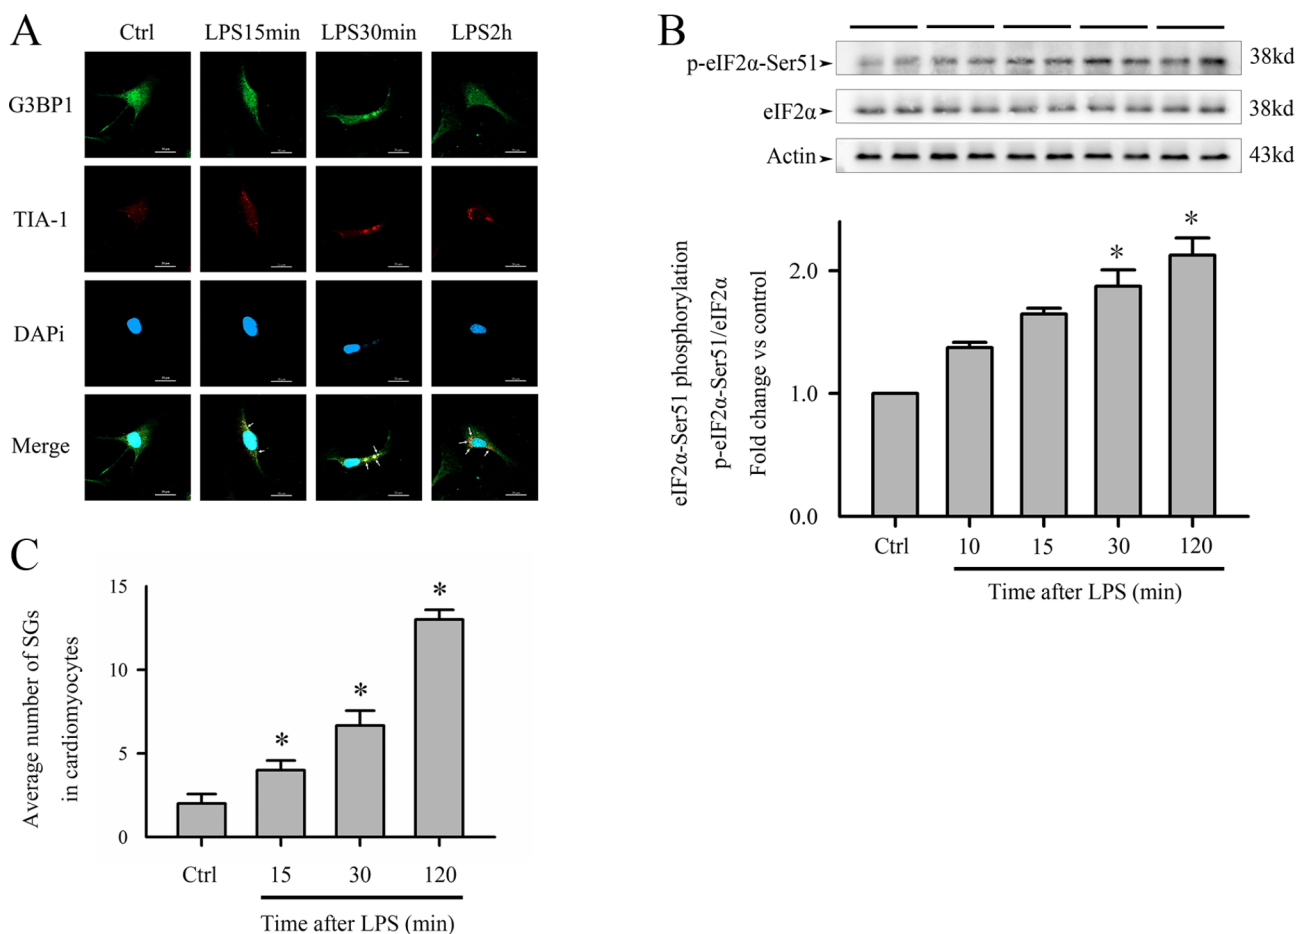 A
Ctrl LPS15min LPS30min LPS2h
G3BP1
TIA-1
DAPi
Merge
B
p-eIF2α-Ser51 38kd
eIF2α 38kd
Actin 43kd
eIF2α-Ser51 phosphorylation
p-eIF2α-Ser51/eIF2α
Fold change vs control
2.0
1.0
0.0
* *
Ctrl 10 15 30 120
Time after LPS (min)
C
Average number of SGs
in cardiomyocytes
15
10
5
0
* * *
Ctrl 15 30 120
Time after LPS (min)